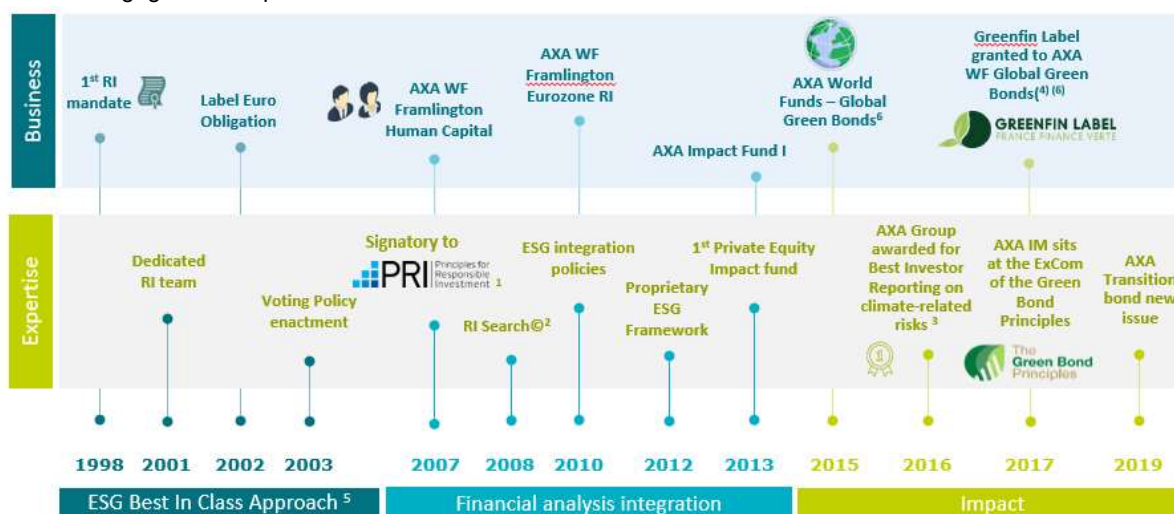 Business
1st RI
mandate
Label Euro
Obligation
AXA WF
Framlington
Human Capital
AXA WF
Framlington
Eurozone RI
AXA Impact Fund I
AXA World
Funds – Global
Green Bonds6
Greenfin Label
granted to AXA
WF Global Green
Bonds(4) (6)
GREENFIN LABEL
FRANCE FINANCE VERTE
Expertise
Dedicated
RI team
Voting Policy
enactment
Signatory to
PRI Principles for
Responsible
Investment 1
RI Search©2
ESG integration
policies
Proprietary
ESG
Framework
1st Private Equity
Impact fund
AXA Group
awarded for
Best Investor
Reporting on
climate-related
risks 3
1
AXA IM sits
at the ExCom
of the Green
Bond
Principles
The
Green Bond
Principles
AXA
Transition
bond new
issue
1998 2001 2002 2003 2007 2008 2010 2012 2013 2015 2016 2017 2019
ESG Best In Class Approach 5
Financial analysis integration
Impact